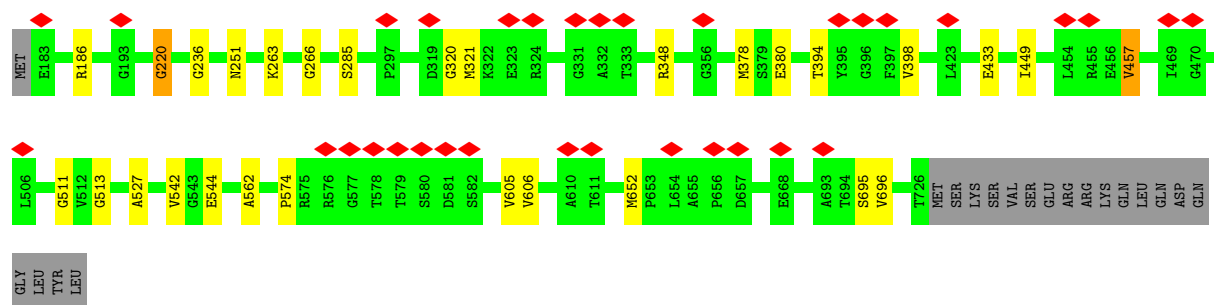 MET E183 R186 G193 G220 G236 N251 K263 G266 S285 P297 D319 G320 M321 K322 E323 R324 G331 A332 T333 R348 G356 M378 S379 E380 T394 Y395 G396 F397 V398 L423 E433 I449 L454 R455 E456 V457 I469 G470
L506 G511 V512 G513 A527 V542 G543 E544 A562 P574 R575 R576 G577 T578 T579 S580 D581 S582 V605 V606 A610 T611 M652 P653 L654 A655 P656 D657 E668 A693 T694 S695 V696 T726 MET SER LYS SER VAL SER GLU ARG ARG LYS GLN LEU GLN ASP GLN
GLY LEU TYR LEU